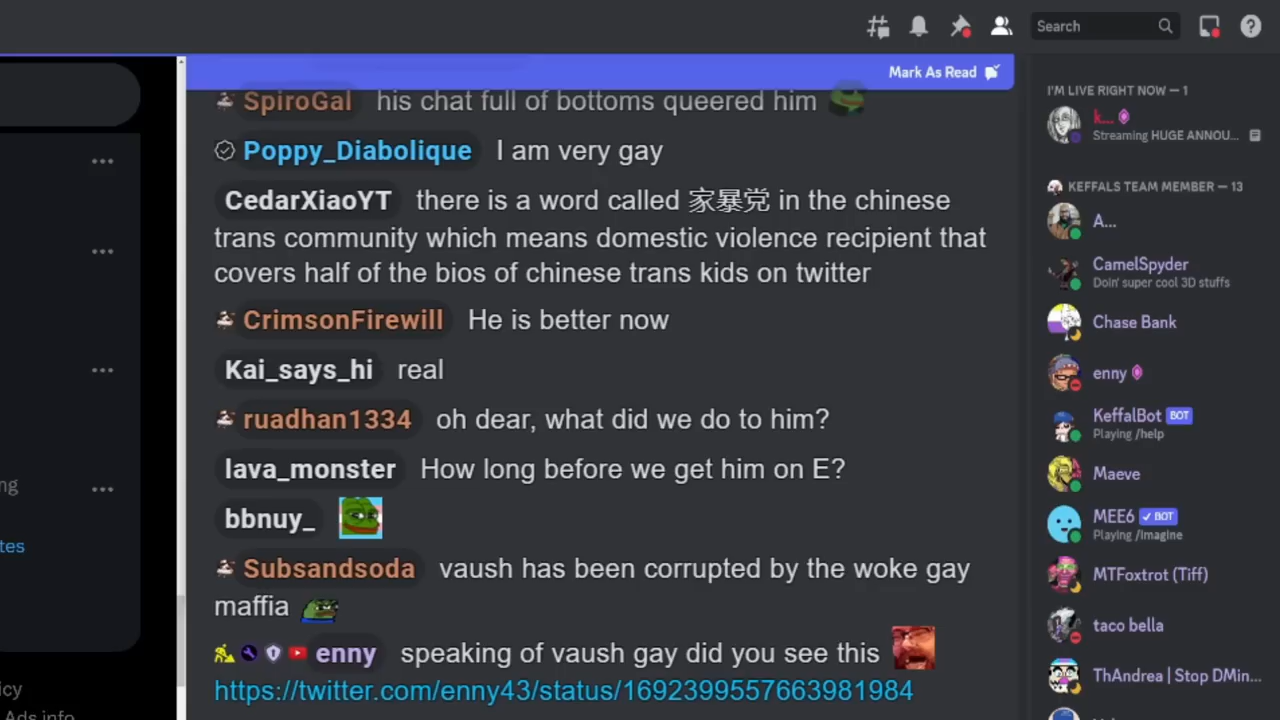 Search
Mark As Read
SpiroGal his chat full of bottoms queered him
Poppy_Diabolique I am very gay
CedarXiaoYT there is a word called 家暴党 in the chinese
trans community which means domestic violence recipient that
covers half of the bios of chinese trans kids on twitter
CrimsonFirewill He is better now
Kai_says_hi real
ruadhan1334 oh dear, what did we do to him?
lava_monster How long before we get him on E?
bbnuy_
Subsandsoda vaush has been corrupted by the woke gay
maffia
enny speaking of vaush gay did you see this
https://twitter.com/enny43/status/1692399557663981984
ng
tes
icy
Ads info
I'M LIVE RIGHT NOW — 1
k...
Streaming HUGE ANNOU...
KEFFALS TEAM MEMBER — 13
A...
CamelSpyder
Doin' super cool 3D stuffs
Chase Bank
enny
KeffalBot BOT
Playing /help
Maeve
MEE6 ✓ BOT
Playing /imagine
MTFoxtrot (Tiff)
taco bella
ThAndrea | Stop DMin...